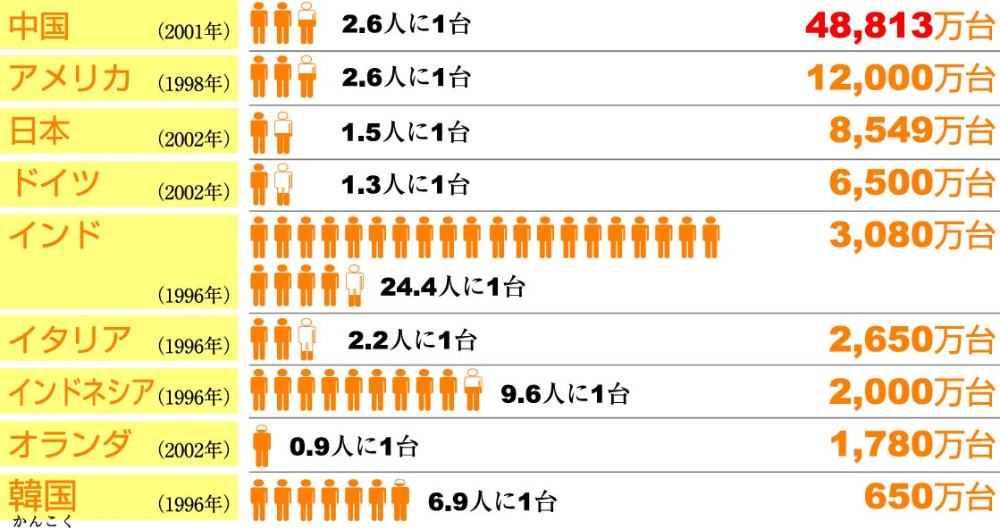 中国 （2001年） 2.6人に1台 48,813万台
アメリカ （1998年） 2.6人に1台 12,000万台
日本 （2002年） 1.5人に1台 8,549万台
ドイツ （2002年） 1.3人に1台 6,500万台
インド 3,080万台
（1996年） 24.4人に1台
イタリア （1996年） 2.2人に1台 2,650万台
インドネシア （1996年） 9.6人に1台 2,000万台
オランダ （2002年） 0.9人に1台 1,780万台
韓国 （1996年） 6.9人に1台 650万台
かんこく